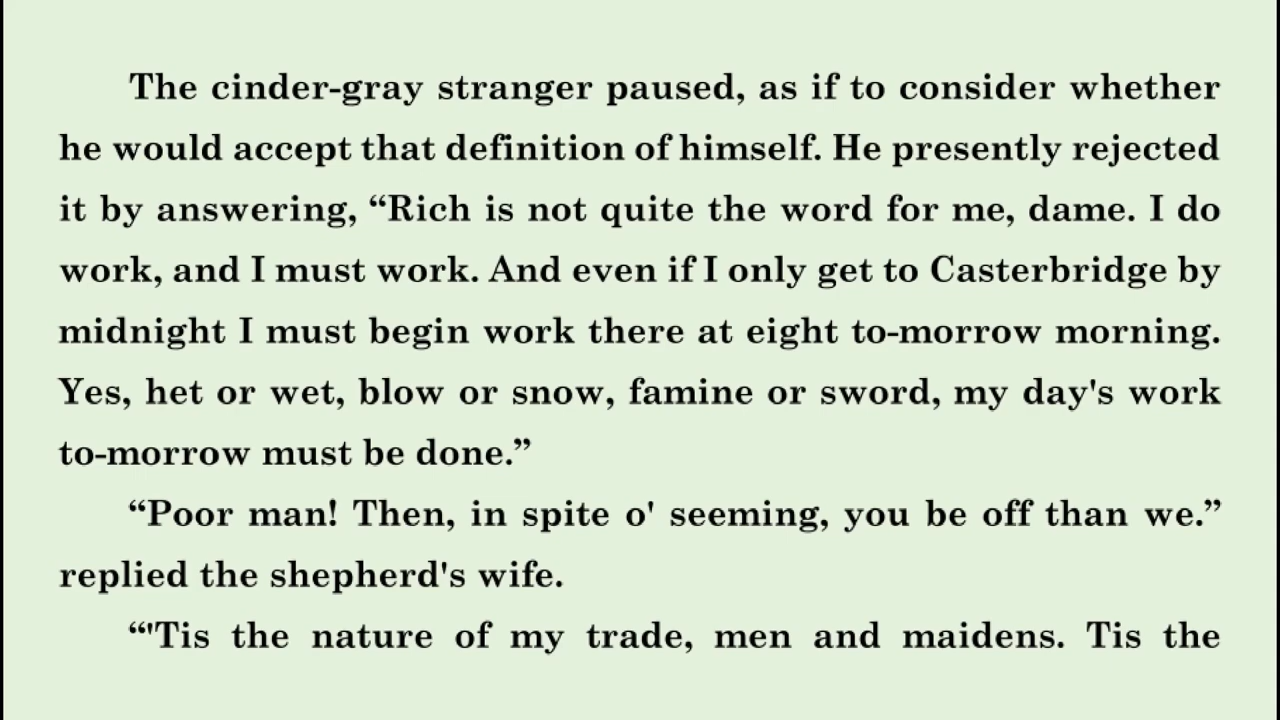 The cinder-gray stranger paused, as if to consider whether
he would accept that definition of himself. He presently rejected
it by answering, “Rich is not quite the word for me, dame. I do
work, and I must work. And even if I only get to Casterbridge by
midnight I must begin work there at eight to-morrow morning.
Yes, het or wet, blow or snow, famine or sword, my day's work
to-morrow must be done.”
“Poor man! Then, in spite o' seeming, you be off than we.”
replied the shepherd's wife.
“'Tis the nature of my trade, men and maidens. Tis the